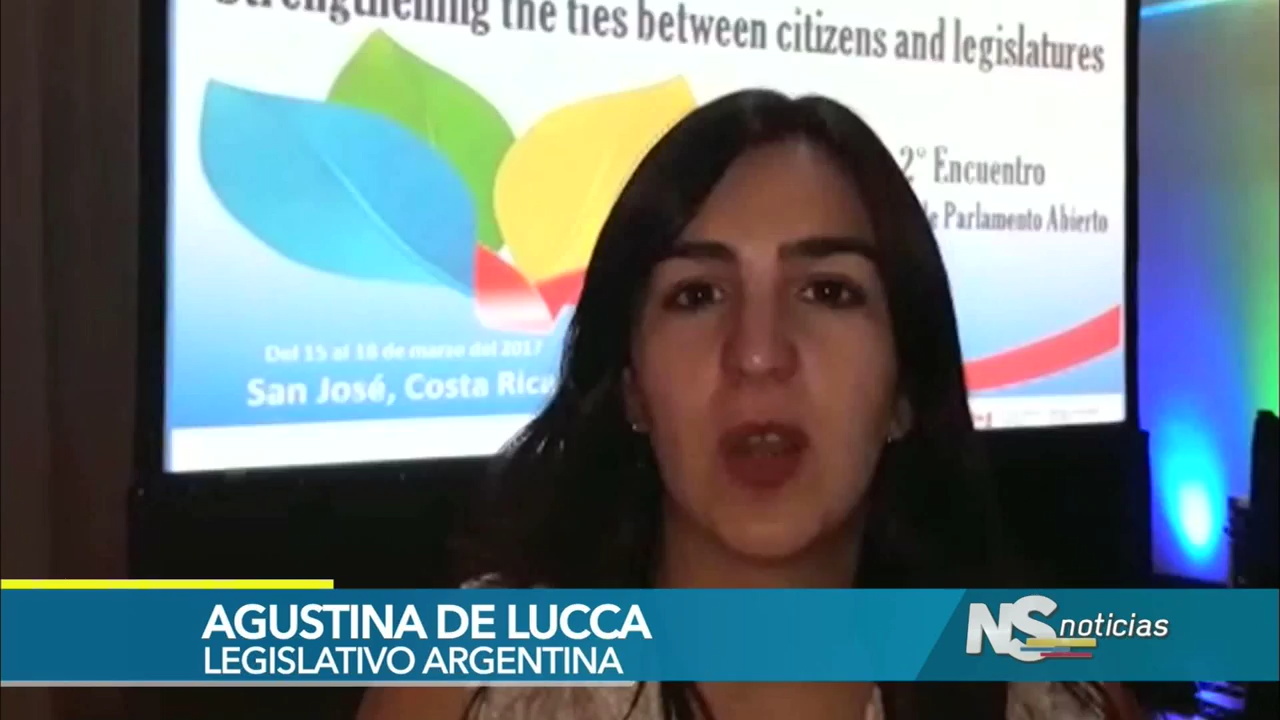 Strengthening the ties between citizens and legislatures
2° Encuentro
de Parlamento Abierto
Del 15 al 18 de marzo del 2017
San José, Costa Rica
AGUSTINA DE LUCCA
LEGISLATIVO ARGENTINA
NS noticias